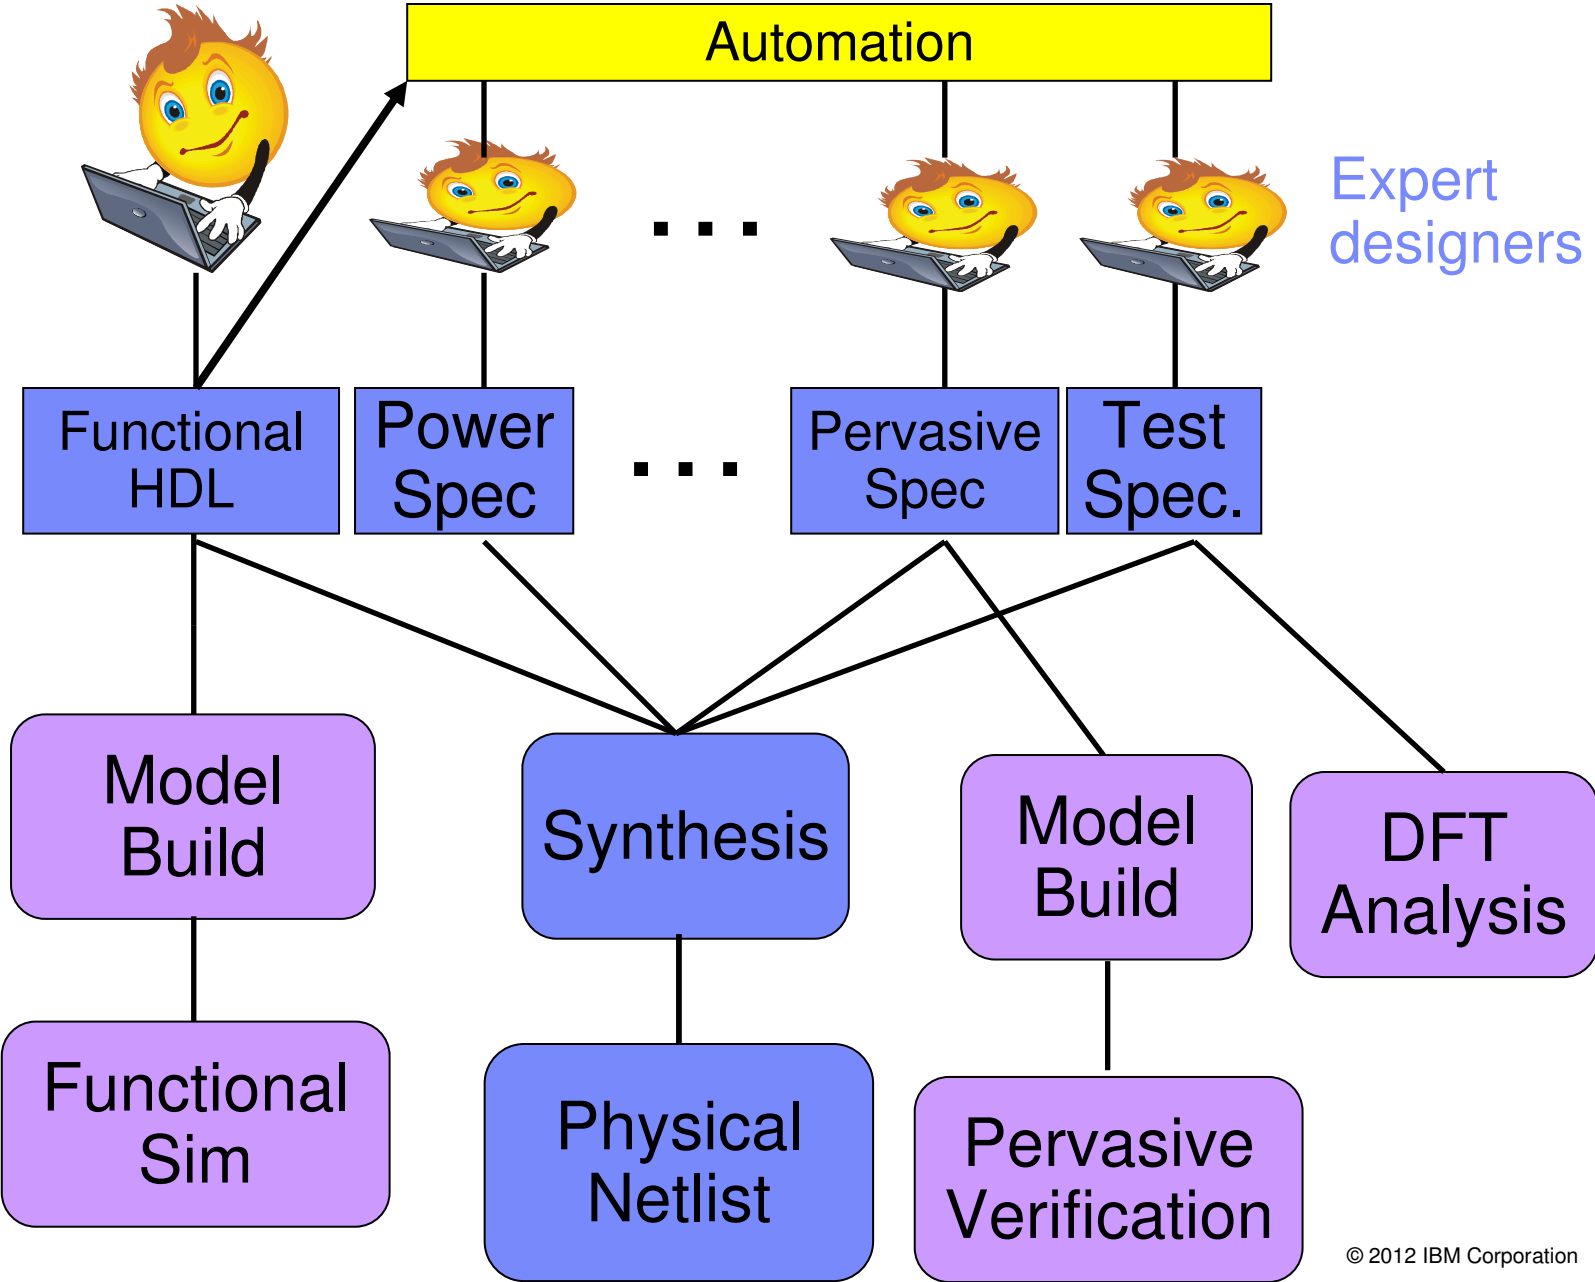 Automation
Expert
designers
Functional
HDL
Power
Spec
Pervasive
Spec
Test
Spec.
Model
Build
Synthesis
Model
Build
DFT
Analysis
Functional
Sim
Physical
Netlist
Pervasive
Verification
© 2012 IBM Corporation